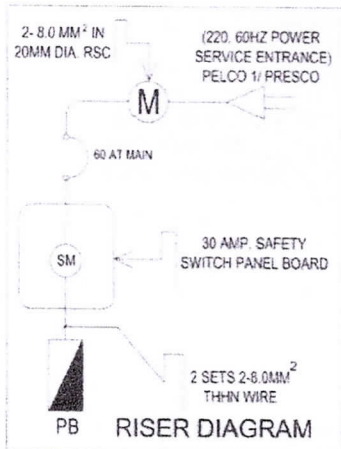 2- 8.0 MM² IN
20MM DIA. RSC
(220. 60HZ POWER
SERVICE ENTRANCE)
PELCO 1/ PRESCO
M
60 AT MAIN
SM
30 AMP. SAFETY
SWITCH PANEL BOARD
2 SETS 2-8.0MM²
THHN WIRE
PB
RISER DIAGRAM